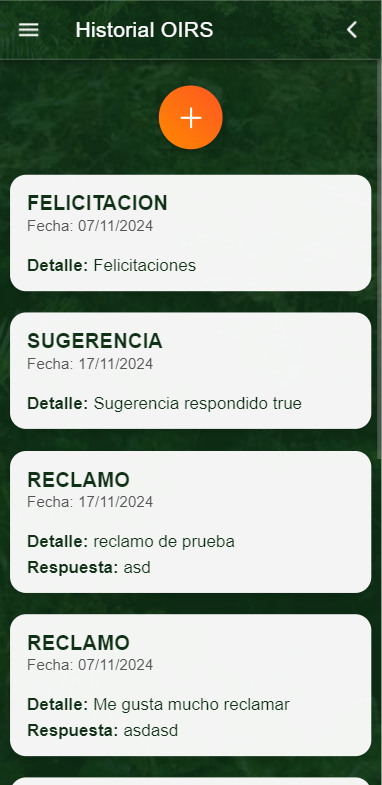 Historial OIRS
FELICITACION
Fecha: 07/11/2024
Detalle: Felicitaciones
SUGERENCIA
Fecha: 17/11/2024
Detalle: Sugerencia respondido true
RECLAMO
Fecha: 17/11/2024
Detalle: reclamo de prueba
Respuesta: asd
RECLAMO
Fecha: 07/11/2024
Detalle: Me gusta mucho reclamar
Respuesta: asdasd